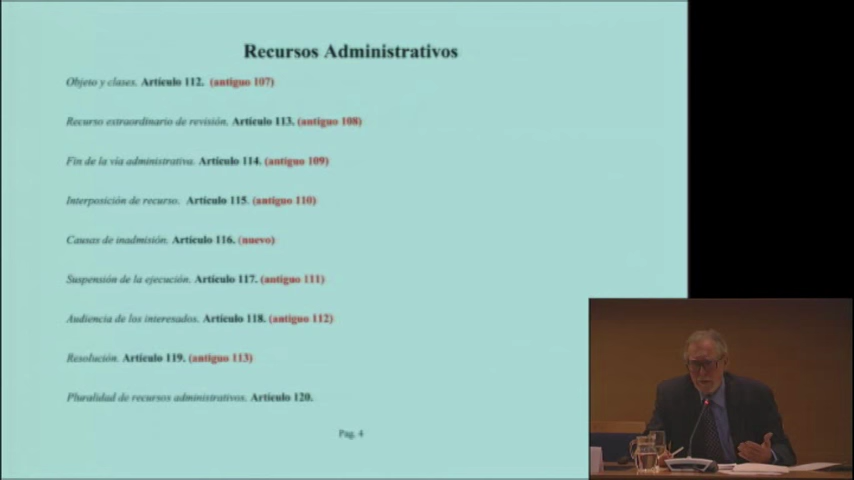 Recursos Administrativos
Objeto y clases. Artículo 112. (antiguo 107)
Recurso extraordinario de revisión. Artículo 113. (antiguo 108)
Fin de la vía administrativa. Artículo 114. (antiguo 109)
Interposición de recurso. Artículo 115. (antiguo 110)
Causas de inadmisión. Artículo 116. (nuevo)
Suspensión de la ejecución. Artículo 117. (antiguo 111)
Audiencia de los interesados. Artículo 118. (antiguo 112)
Resolución. Artículo 119. (antiguo 113)
Pluralidad de recursos administrativos. Artículo 120.
Pag. 4